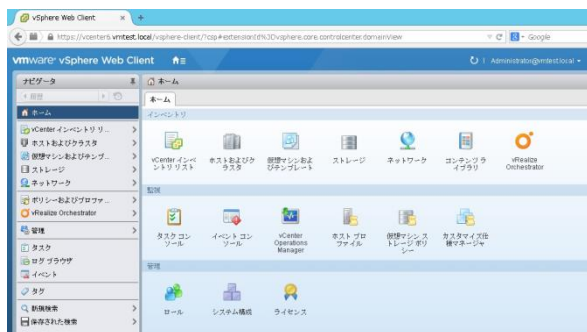 vSphere Web Client
https://vcenter6.vmtest.local/vsphere-client/?csp#extensionId%3Dvsphere.core.controlcenter.domainView
Google
vmware® vSphere Web Client
Administrator@vmtest.local
ナビゲータ
ホーム
履歴
ホーム
ホーム
インベントリ
vCenter インベントリ リ...
ホストおよびクラスタ
仮想マシンおよびテンプ...
ストレージ
ネットワーク
ポリシーおよびプロファ...
vRealize Orchestrator
管理
タスク
ログ ブラウザ
イベント
タグ
新規検索
保存された検索
vCenter インベ
ントリ リスト
ホストおよびク
ラスタ
仮想マシンおよ
びテンプレート
ストレージ
ネットワーク
コンテンツ ラ
イブラリ
vRealize
Orchestrator
監視
タスク コン
ソール
イベント コン
ソール
vCenter
Operations
Manager
ホスト プロ
ファイル
仮想マシン ス
トレージ ポリ
シー
カスタマイズ仕
様マネージャ
管理
ロール
システム構成
ライセンス